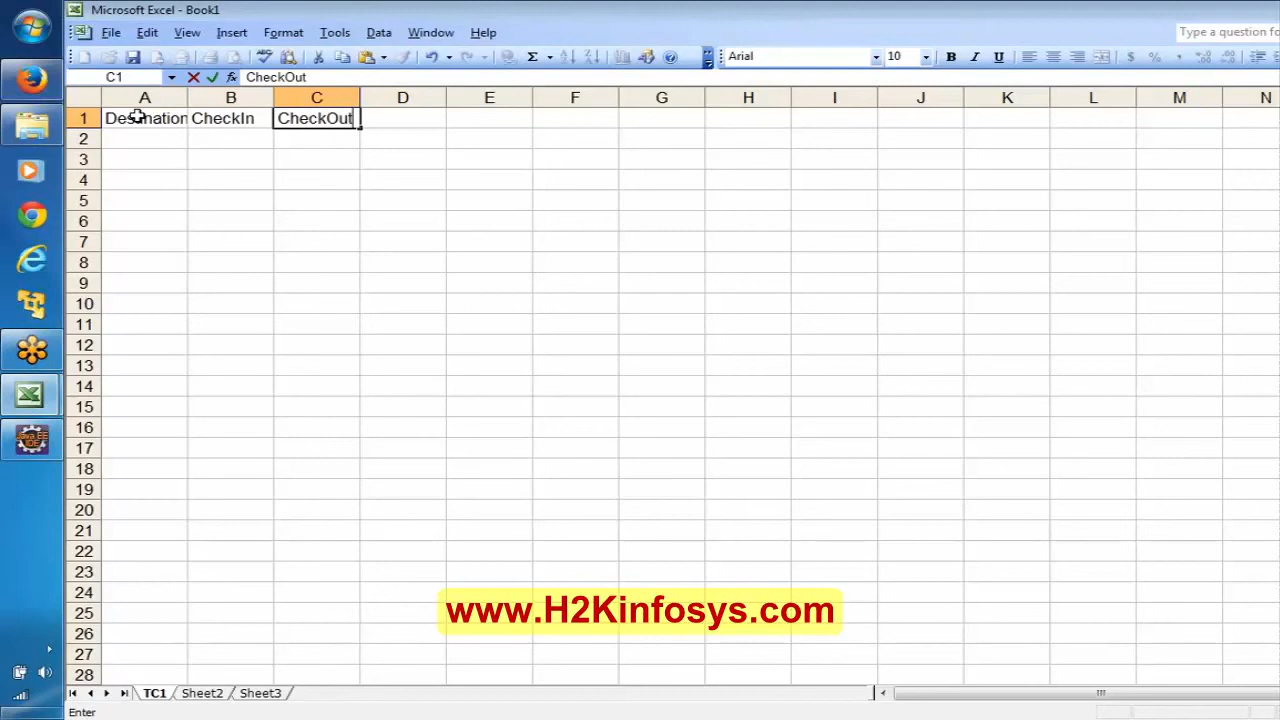 Microsoft Excel - Book1
File Edit View Insert Format Tools Data Window Help
Type a question fo
Arial 10 B I U $ %
C1 CheckOut
A B C D E F G H I J K L M N
1 Destination CheckIn CheckOut
2
3
4
5
6
7
8
9
10
11
12
13
14
15
16
17
18
19
20
21
22
23
24
www.H2Kinfosys.com
25
26
27
28
TC1 Sheet2 Sheet3
Enter